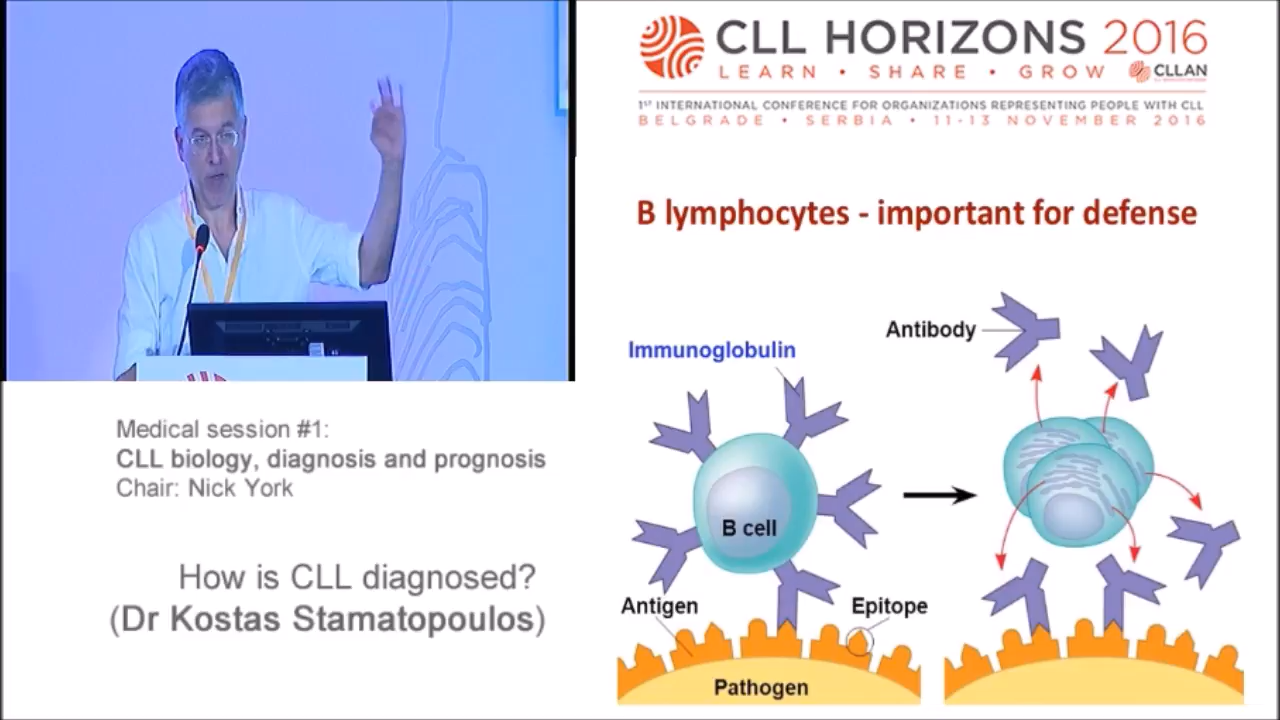 CLL HORIZONS 2016
LEARN • SHARE • GROW
CLLAN
1ST INTERNATIONAL CONFERENCE FOR ORGANIZATIONS REPRESENTING PEOPLE WITH CLL
BELGRADE • SERBIA • 11-13 NOVEMBER 2016
B lymphocytes - important for defense
Immunoglobulin
Antibody
B cell
Antigen
Epitope
Pathogen
Medical session #1:
CLL biology, diagnosis and prognosis
Chair: Nick York
How is CLL diagnosed?
(Dr Kostas Stamatopoulos)